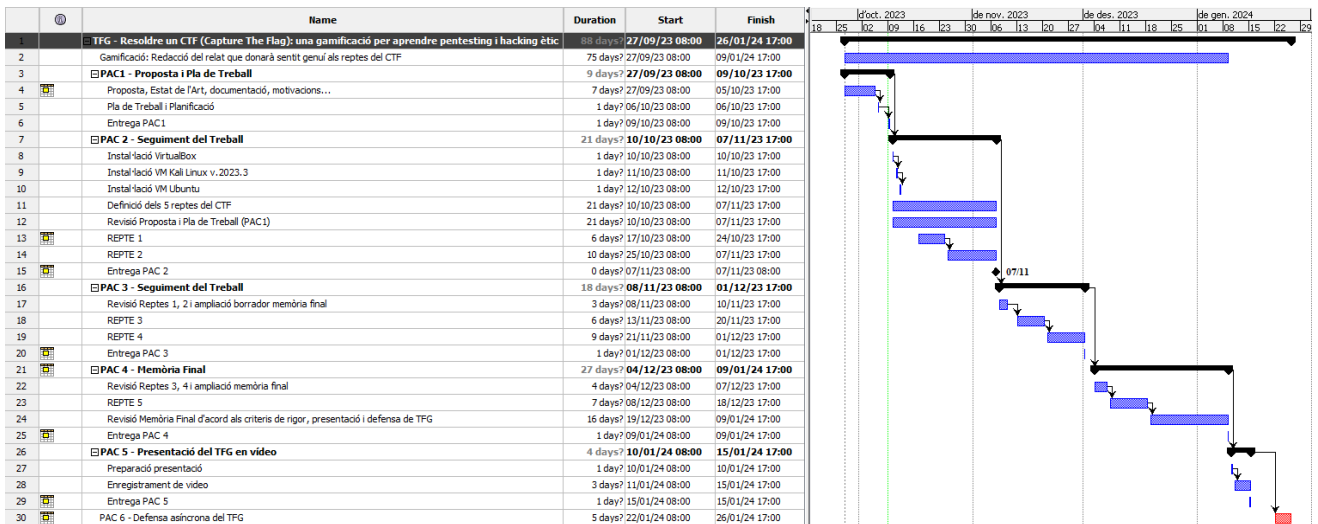 Name Duration Start Finish
d'oct. 2023 de nov. 2023 de des. 2023 de gen. 2024
18 25 02 09 16 23 30 06 13 20 27 04 11 18 25 01 08 15 22 29
1 TFG - Resoldre un CTF (Capture The Flag): una gamificació per aprendre pentesting i hacking ètic 88 days? 27/09/23 08:00 26/01/24 17:00
2 Gamificació: Redacció del relat que donarà sentit genuí als reptes del CTF 75 days? 27/09/23 08:00 09/01/24 17:00
3 PAC1 - Proposta i Pla de Treball 9 days? 27/09/23 08:00 09/10/23 17:00
4 Proposta, Estat de l'Art, documentació, motivacions... 7 days? 27/09/23 08:00 05/10/23 17:00
5 Pla de Treball i Planificació 1 day? 06/10/23 08:00 06/10/23 17:00
6 Entrega PAC1 1 day? 09/10/23 08:00 09/10/23 17:00
7 PAC 2 - Seguiment del Treball 21 days? 10/10/23 08:00 07/11/23 17:00
8 Instal·lació VirtualBox 1 day? 10/10/23 08:00 10/10/23 17:00
9 Instal·lació VM Kali Linux v.2023.3 1 day? 11/10/23 08:00 11/10/23 17:00
10 Instal·lació VM Ubuntu 1 day? 12/10/23 08:00 12/10/23 17:00
11 Definició dels 5 reptes del CTF 21 days? 10/10/23 08:00 07/11/23 17:00
12 Revisió Proposta i Pla de Treball (PAC1) 21 days? 10/10/23 08:00 07/11/23 17:00
13 REPTE 1 6 days? 17/10/23 08:00 24/10/23 17:00
14 REPTE 2 10 days? 25/10/23 08:00 07/11/23 17:00
15 Entrega PAC 2 0 days? 07/11/23 08:00 07/11/23 08:00 07/11
16 PAC 3 - Seguiment del Treball 18 days? 08/11/23 08:00 01/12/23 17:00
17 Revisió Reptes 1, 2 i ampliació borrador memòria final 3 days? 08/11/23 08:00 10/11/23 17:00
18 REPTE 3 6 days? 13/11/23 08:00 20/11/23 17:00
19 REPTE 4 9 days? 21/11/23 08:00 01/12/23 17:00
20 Entrega PAC 3 1 day? 01/12/23 08:00 01/12/23 17:00
21 PAC 4 - Memòria Final 27 days? 04/12/23 08:00 09/01/24 17:00
22 Revisió Reptes 3, 4 i ampliació memòria final 4 days? 04/12/23 08:00 07/12/23 17:00
23 REPTE 5 7 days? 08/12/23 08:00 18/12/23 17:00
24 Revisió Memòria Final d'acord als criteris de rigor, presentació i defensa de TFG 16 days? 19/12/23 08:00 09/01/24 17:00
25 Entrega PAC 4 1 day? 09/01/24 08:00 09/01/24 17:00
26 PAC 5 - Presentació del TFG en vídeo 4 days? 10/01/24 08:00 15/01/24 17:00
27 Preparació presentació 1 day? 10/01/24 08:00 10/01/24 17:00
28 Enregistrament de video 3 days? 11/01/24 08:00 15/01/24 17:00
29 Entrega PAC 5 1 day? 15/01/24 08:00 15/01/24 17:00
30 PAC 6 - Defensa asíncrona del TFG 5 days? 22/01/24 08:00 26/01/24 17:00